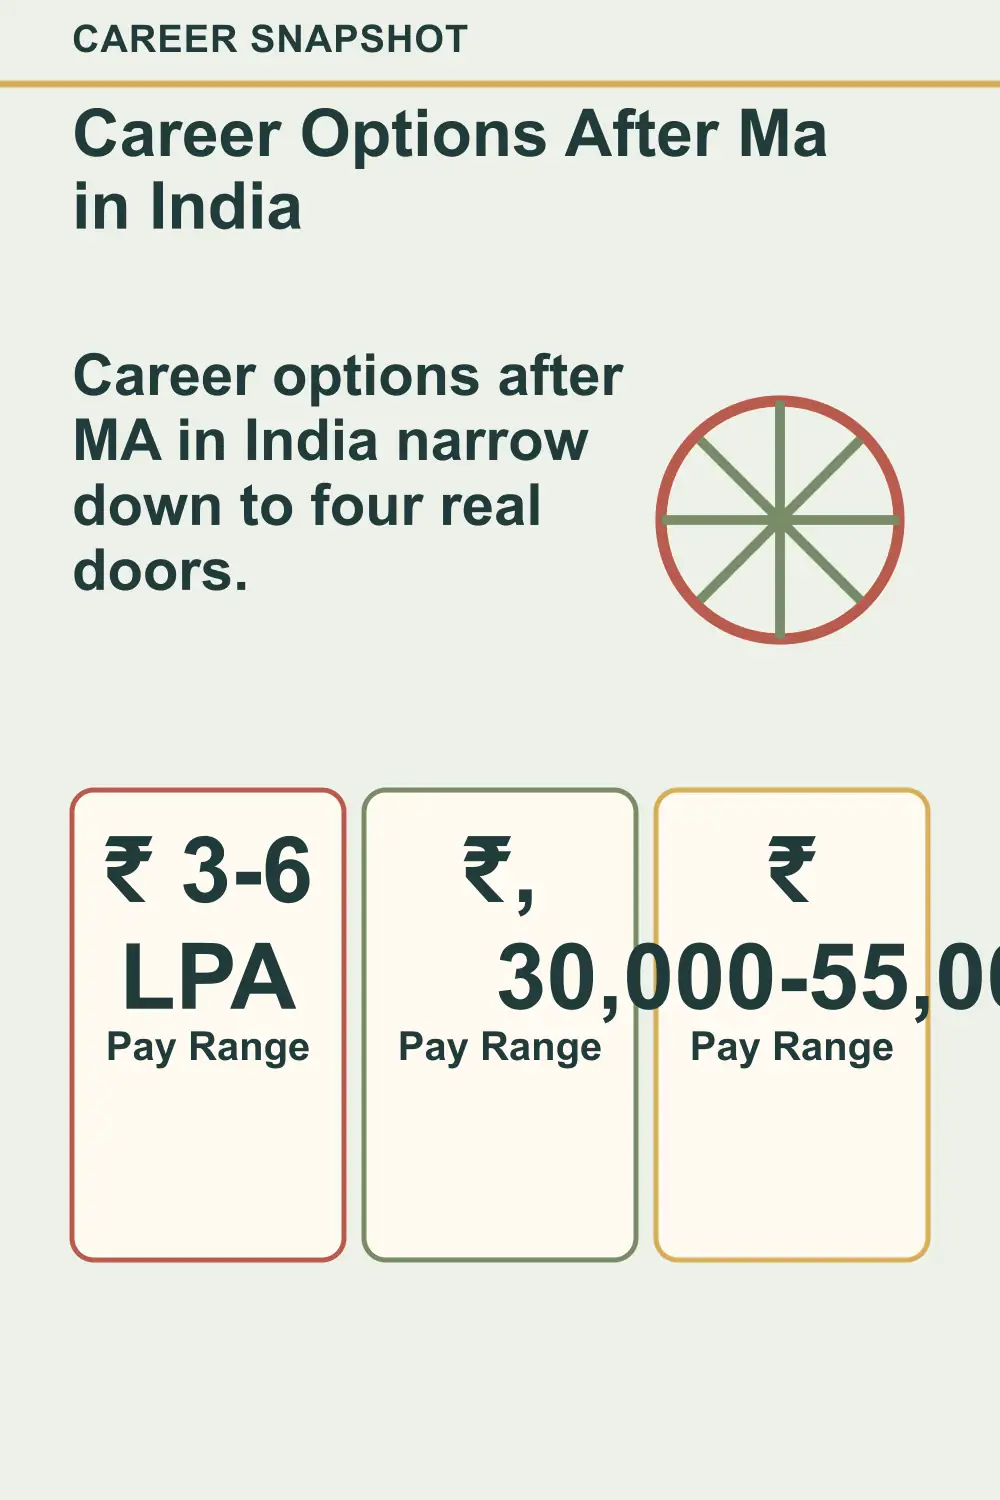 CAREER SNAPSHOT
Career Options After Ma
in India
Career options after
MA in India narrow
down to four real
doors.
₹ 3-6
LPA
Pay Range
₹,
Pay Range
₹
30,000-55,00
Pay Range